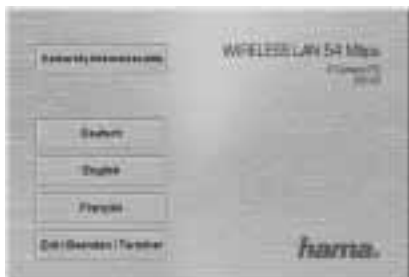 WIRELESS LAN 54 Mbps
Deutsch
English
Français
Exit / Beenden / Terminer
hama.